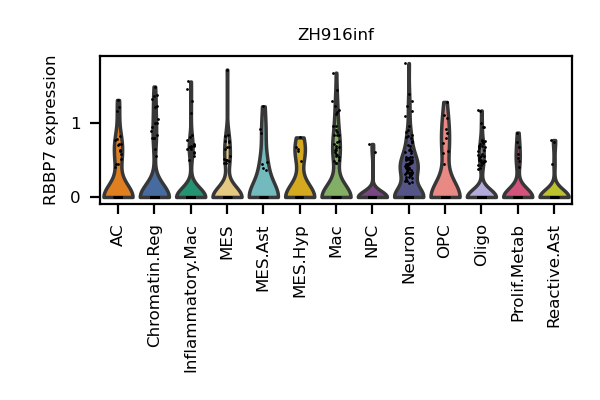 ZH916inf
RBBP7 expression
1
0
AC
Chromatin.Reg
Inflammatory.Mac
MES
MES.Ast
MES.Hyp
Mac
NPC
Neuron
OPC
Oligo
Prolif.Metab
Reactive.Ast